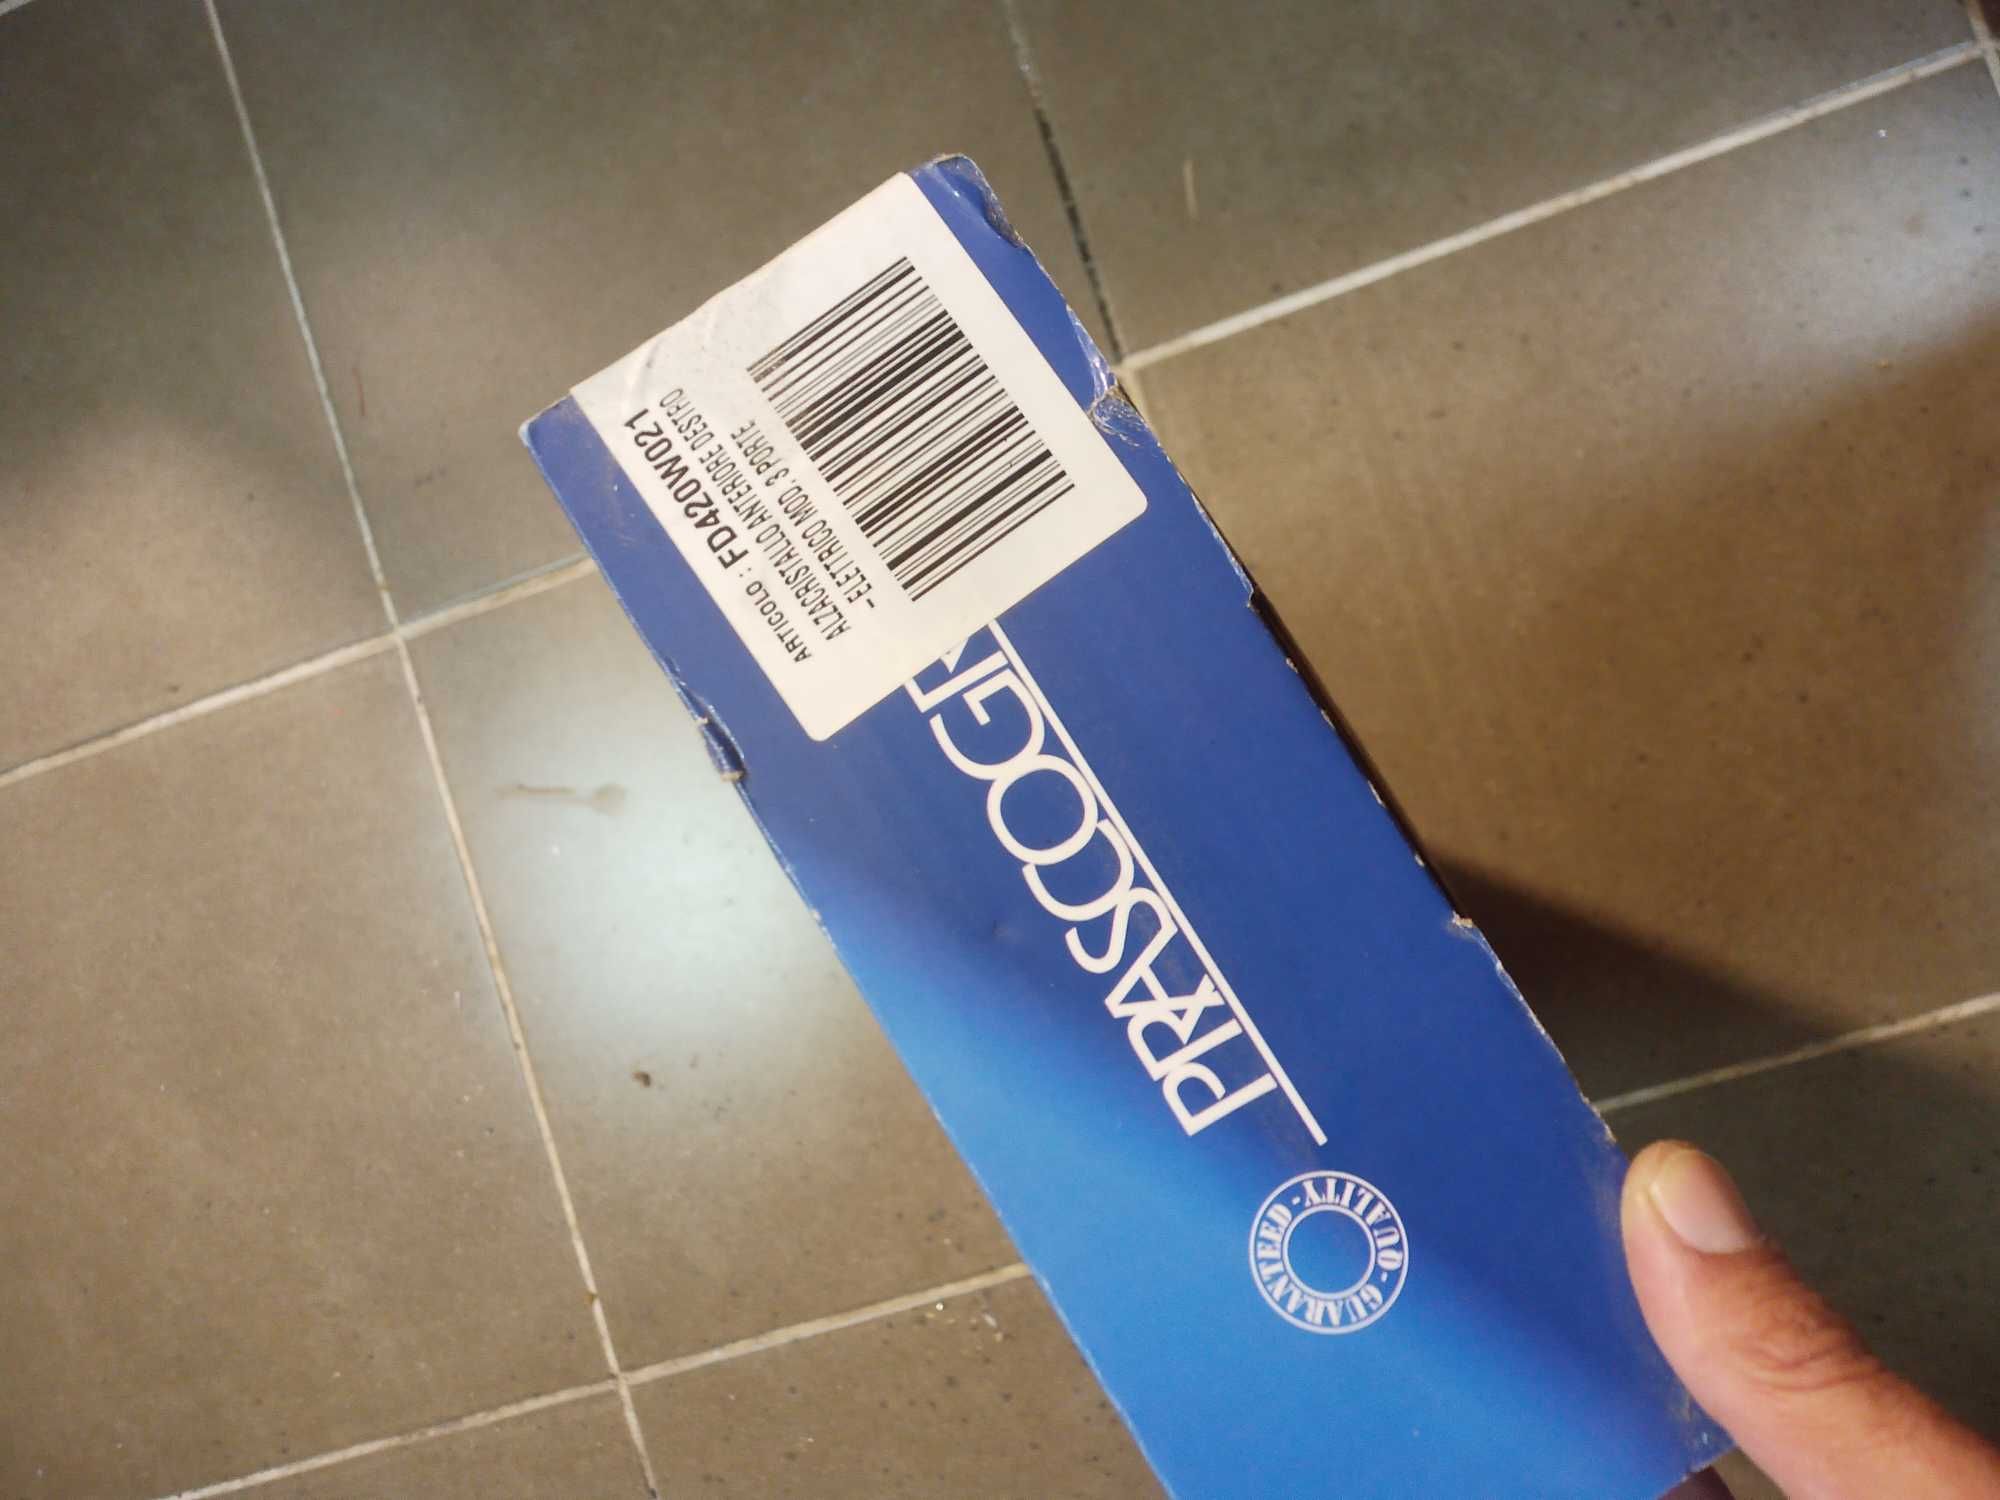 ARTICOLO : FD420W021
ALZACRISTALLO ANTERIORE DESTRO
-ELETTRICO MOD. 3 PORTE
PRASCO
QUALITY · GUARANTEED ·